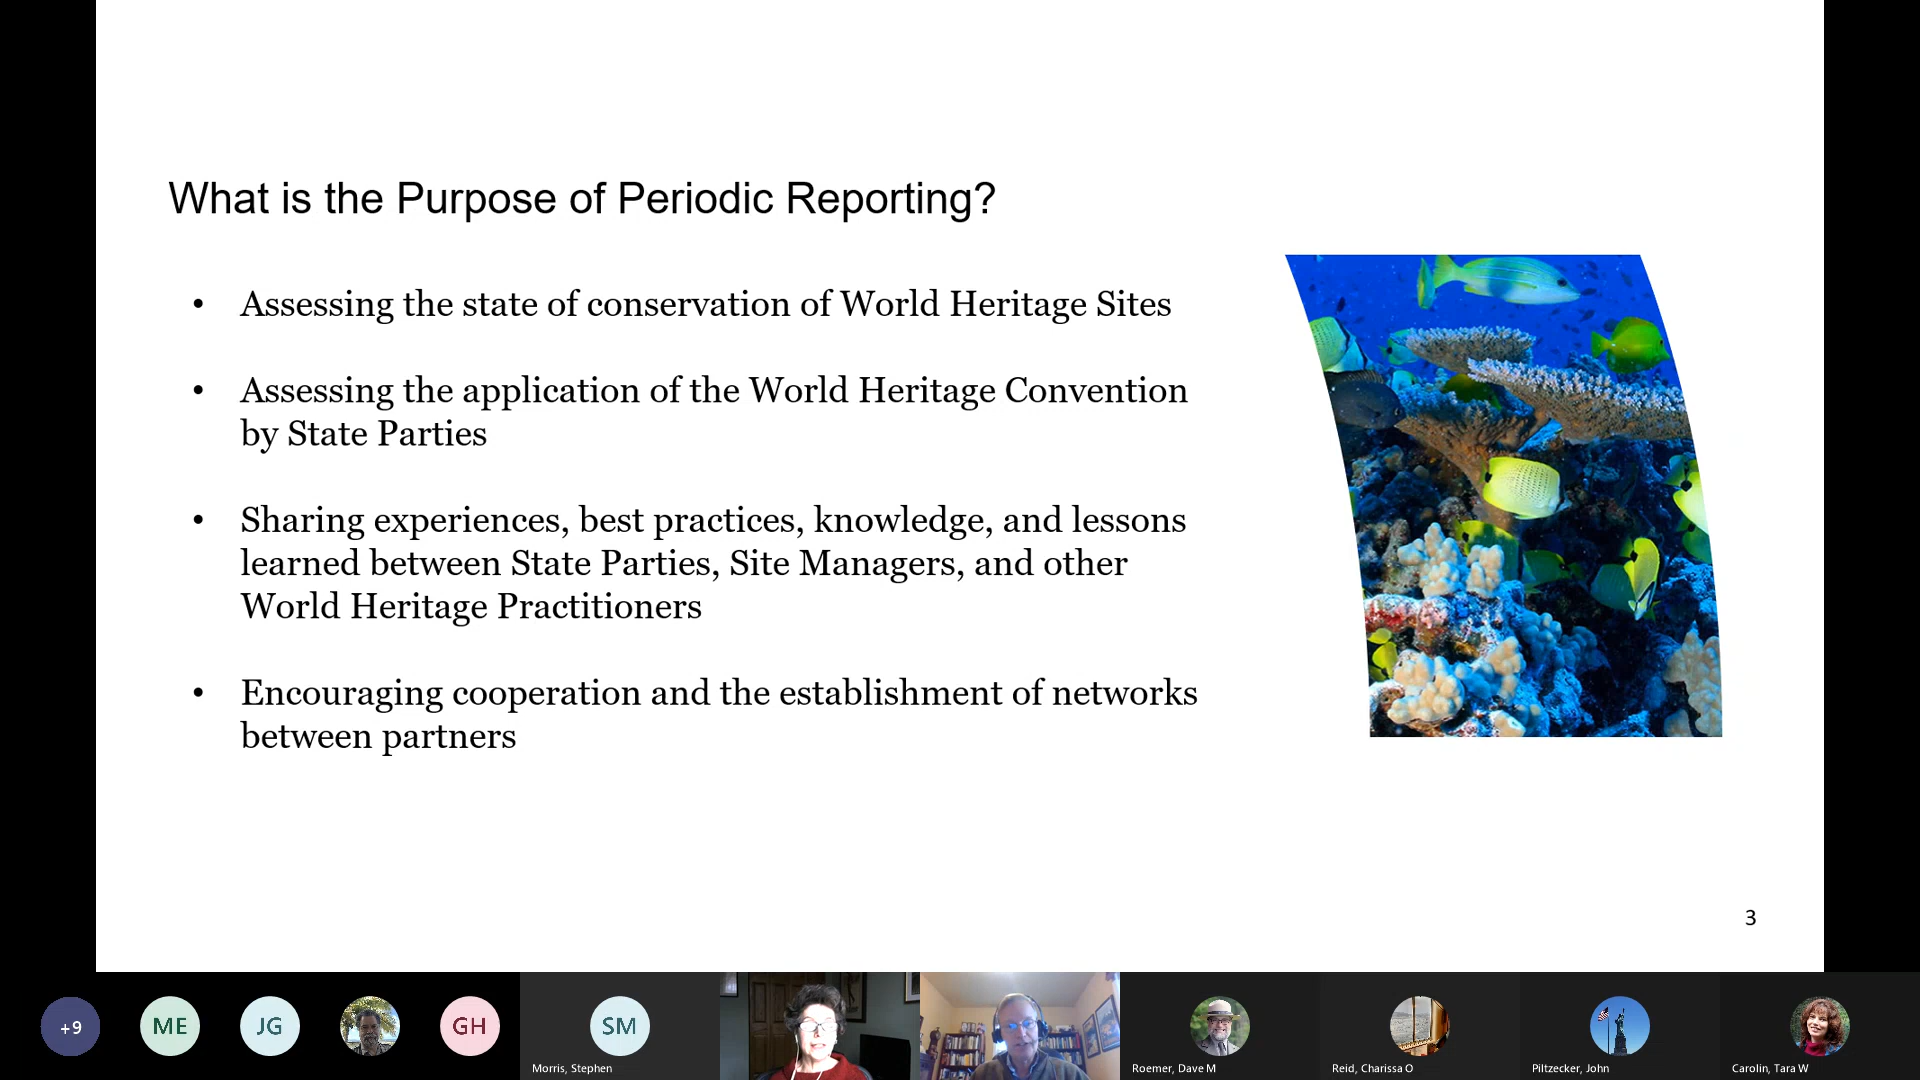 What is the Purpose of Periodic Reporting?
• Assessing the state of conservation of World Heritage Sites
• Assessing the application of the World Heritage Convention
by State Parties
• Sharing experiences, best practices, knowledge, and lessons
learned between State Parties, Site Managers, and other
World Heritage Practitioners
• Encouraging cooperation and the establishment of networks
between partners
3
+9
ME
JG
GH
SM
Morris, Stephen
Roemer, Dave M
Reid, Charissa O
Piltzecker, John
Carolin, Tara W